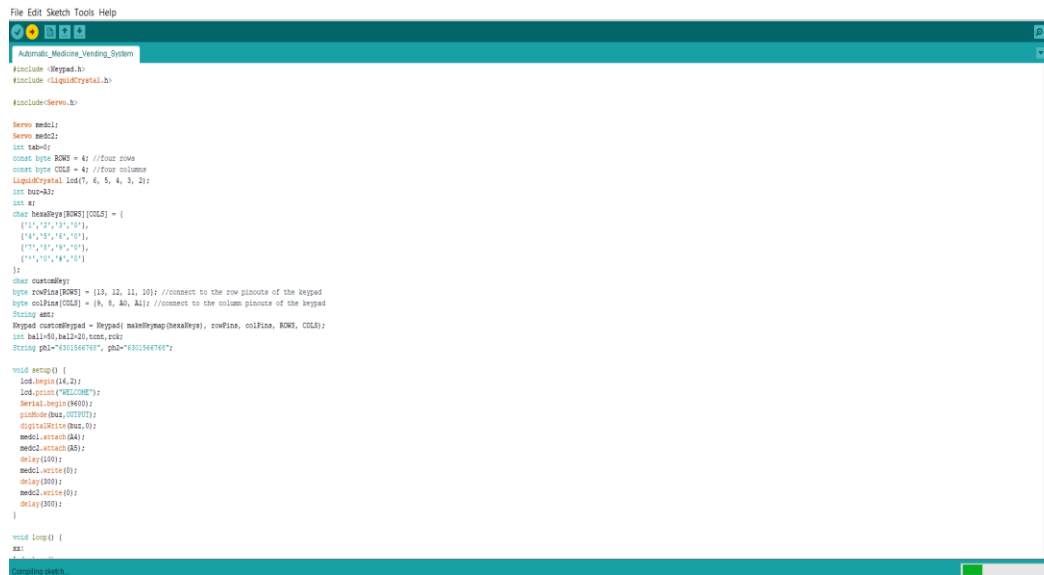 File Edit Sketch Tools Help
Automatic_Medicine_Vending_System
#include <Keypad.h>
#include <LiquidCrystal.h>
#include<Servo.h>
Servo medc1;
Servo medc2;
int tab=0;
const byte ROWS = 4; //four rows
const byte COLS = 4; //four columns
LiquidCrystal lcd(7, 6, 5, 4, 3, 2);
int buz=A3;
int x;
char hexaKeys[ROWS][COLS] = {
{'1','2','3','0'},
{'4','5','6','0'},
{'7','8','9','0'},
{'*','0','#','0'}
};
char customKey;
byte rowPins[ROWS] = {13, 12, 11, 10}; //connect to the row pinouts of the keypad
byte colPins[COLS] = {9, 8, A0, A1}; //connect to the column pinouts of the keypad
String amt;
Keypad customKeypad = Keypad( makeKeymap(hexaKeys), rowPins, colPins, ROWS, COLS);
int bal1=50,bal2=20,tcnt,rck;
String ph1="6301566768", ph2="6301566768";
void setup() {
lcd.begin(16,2);
lcd.print("WELCOME");
Serial.begin(9600);
pinMode(buz,OUTPUT);
digitalWrite(buz,0);
medc1.attach(A4);
medc2.attach(A5);
delay(100);
medc1.write(0);
delay(300);
medc2.write(0);
delay(300);
}
void loop() {
xx:
Compiling sketch...